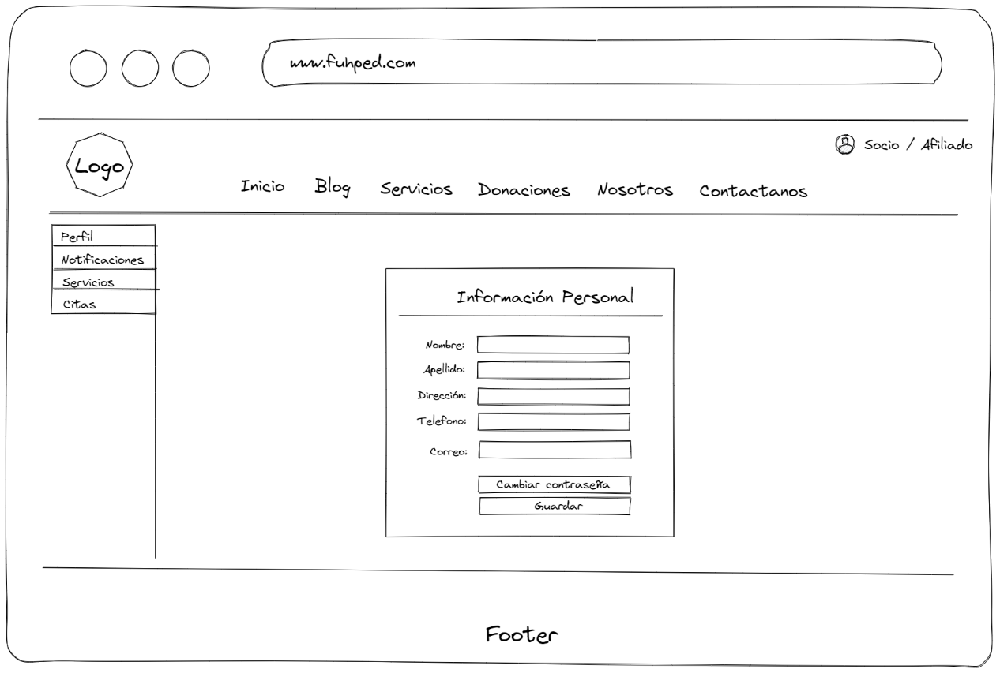 www.fuhped.com
Socio / Afiliado
Logo
Inicio Blog Servicios Donaciones Nosotros Contactanos
Perfil
Notificaciones
Servicios
Citas
Información Personal
Nombre:
Apellido:
Dirección:
Telefono:
Correo:
Cambiar contraseña
Guardar
Footer